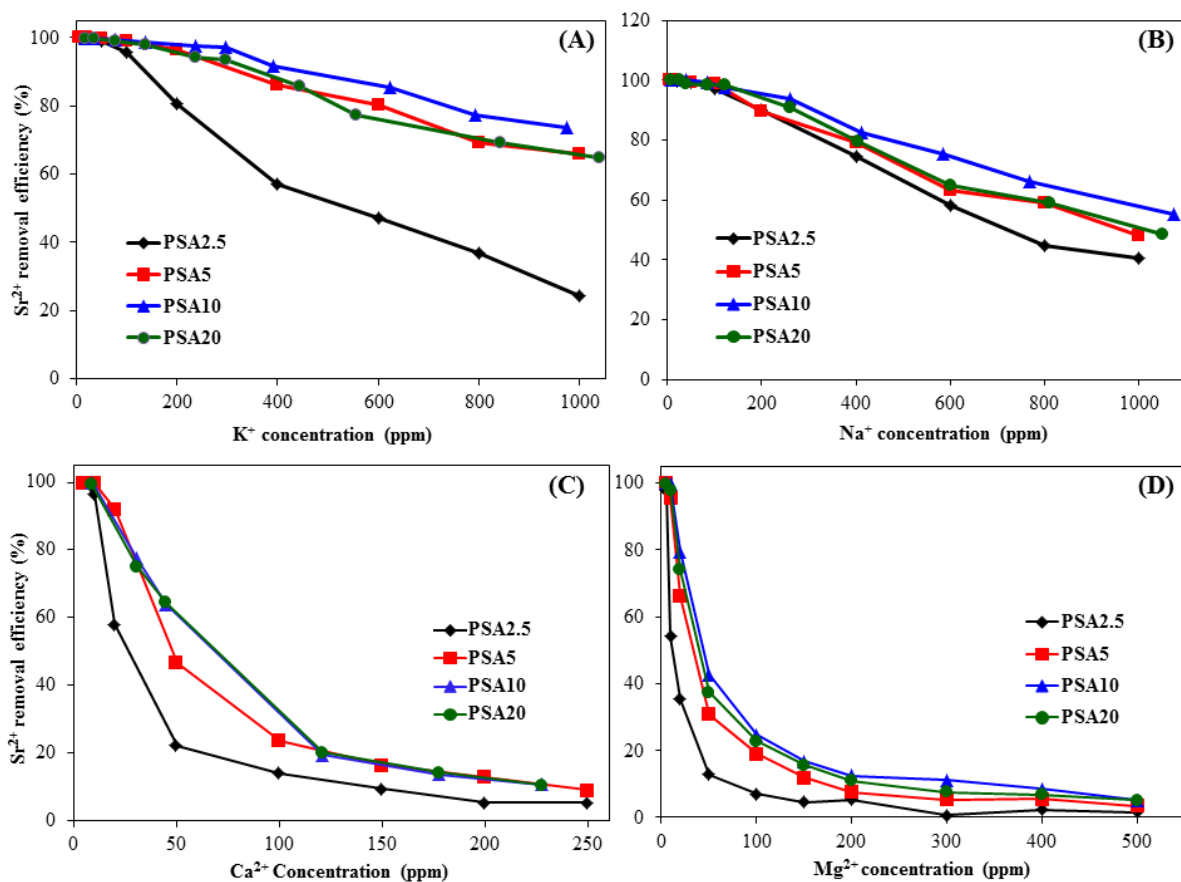 (A)
Sr²⁺ removal efficiency (%)
100
80
60
40
20
0
PSA2.5
PSA5
PSA10
PSA20
0 200 400 600 800 1000
K⁺ concentration (ppm)
(B)
120
100
80
60
40
20
0
PSA2.5
PSA5
PSA10
PSA20
0 200 400 600 800 1000
Na⁺ concentration (ppm)
(C)
Sr²⁺ removal efficiency (%)
100
80
60
40
20
0
PSA2.5
PSA5
PSA10
PSA20
0 50 100 150 200 250
Ca²⁺ Concentration (ppm)
(D)
100
80
60
40
20
0
PSA2.5
PSA5
PSA10
PSA20
0 100 200 300 400 500
Mg²⁺ concentration (ppm)